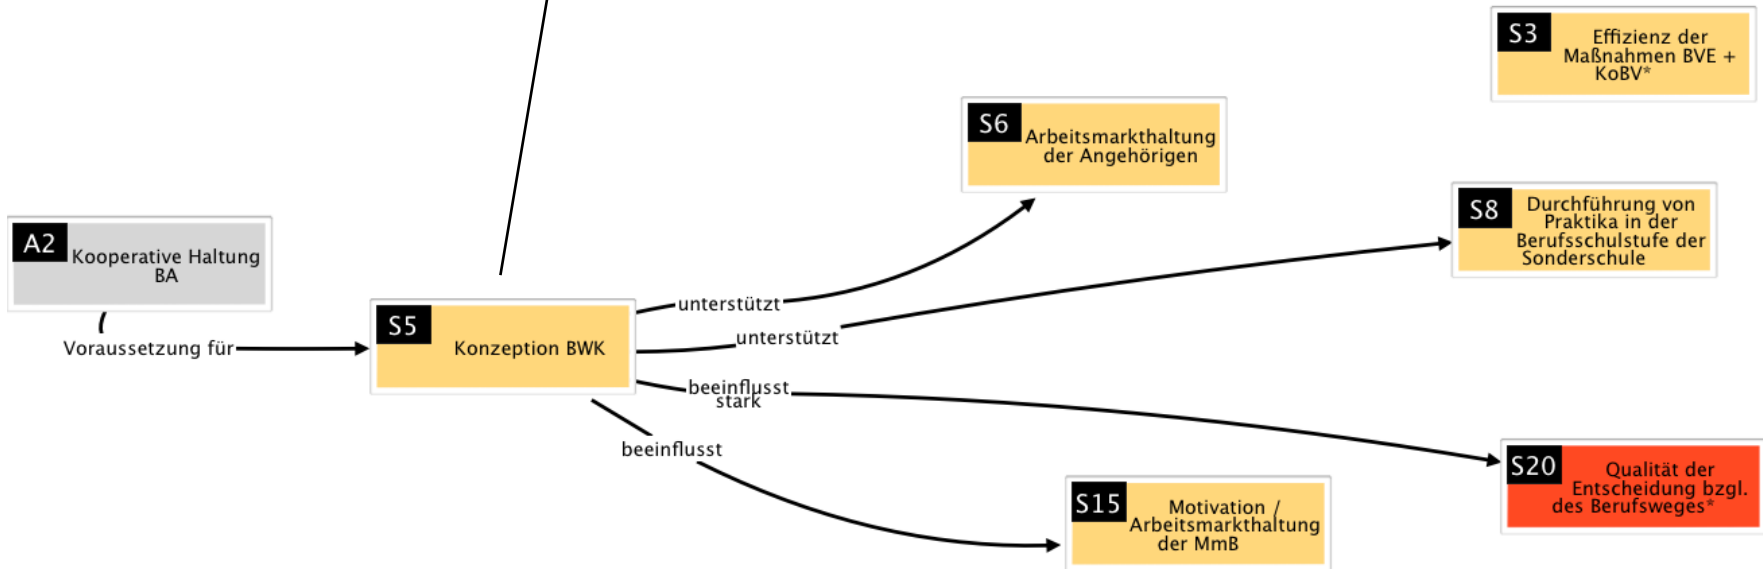 S3
Effizienz der
Maßnahmen BVE +
KoBV*
S6
Arbeitsmarkthaltung
der Angehörigen
S8
Durchführung von
Praktika in der
Berufsschulstufe der
Sonderschule
A2
Kooperative Haltung
BA
Voraussetzung für
S5
Konzeption BWK
unterstützt
unterstützt
beeinflusst
stark
beeinflusst
S20
Qualität der
Entscheidung bzgl.
des Berufsweges*
S15
Motivation /
Arbeitsmarkthaltung
der MmB